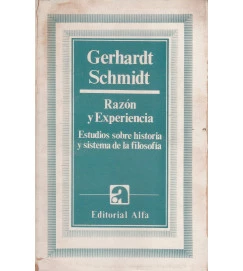 Gerhardt
Schmidt
Razón
y Experiencia
Estudios sobre historia
y sistema de la filosofía
Editorial Alfa